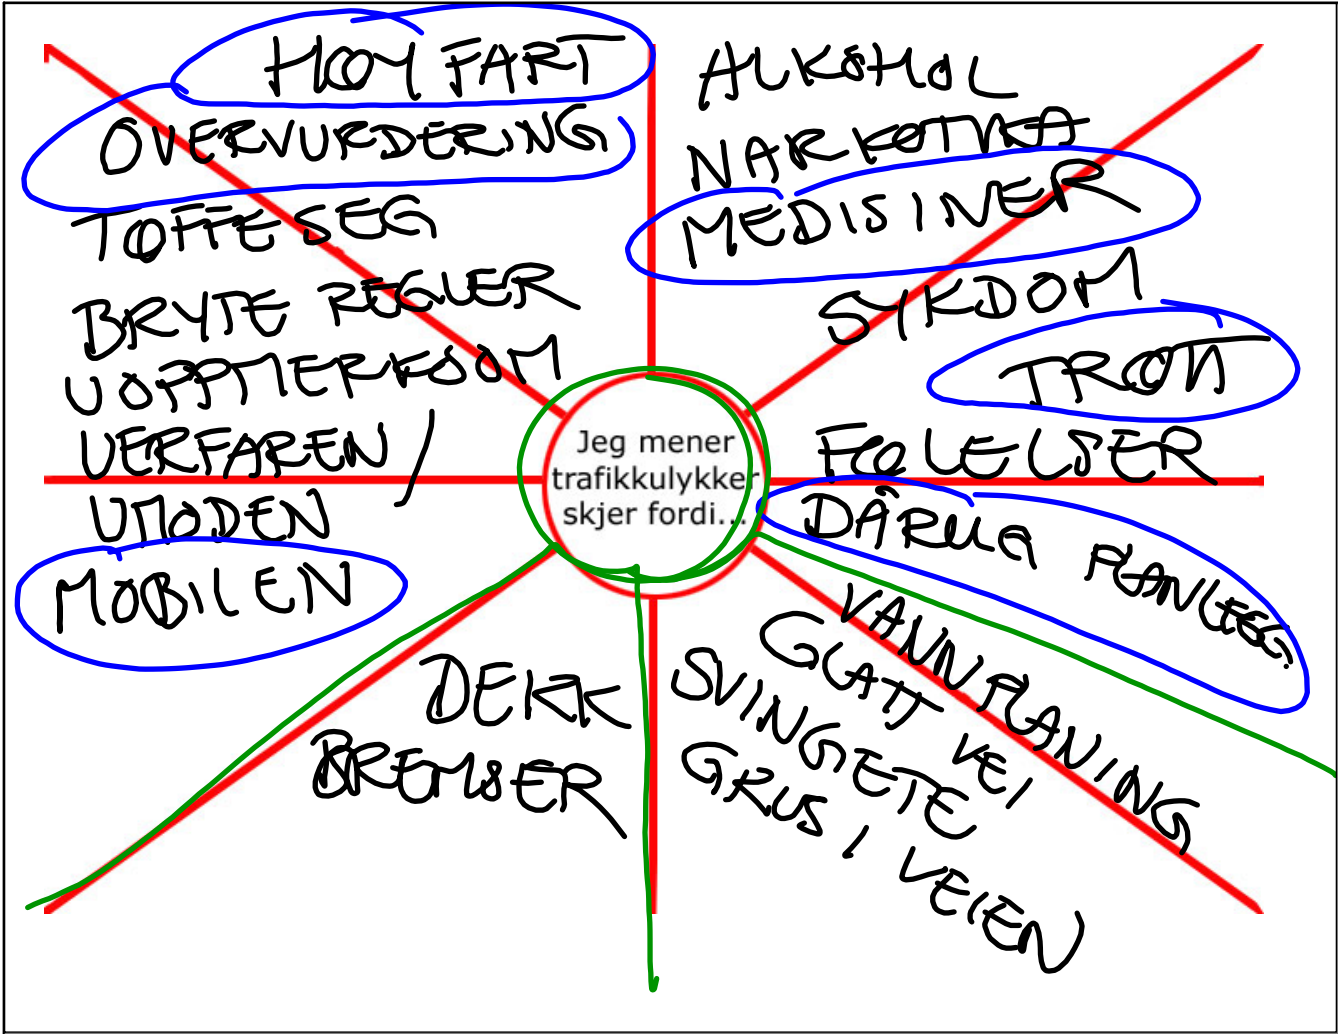 HØY FART
OVERVURDERING
TØFFE SEG
BRYTE REGLER
UOPPMERKSOM
UERFAREN /
UMODEN
MOBILEN
ALKOHOL
NARKOTIKA
MEDISINER
SYKDOM
TRØTT
FØLELSER
DÅRLIG PLANLEGG.
Jeg mener
trafikkulykker
skjer fordi...
DEKK
BREMSER
VANNPLANING
GLATT VEI
SVINGETE
GRUS I VEIEN